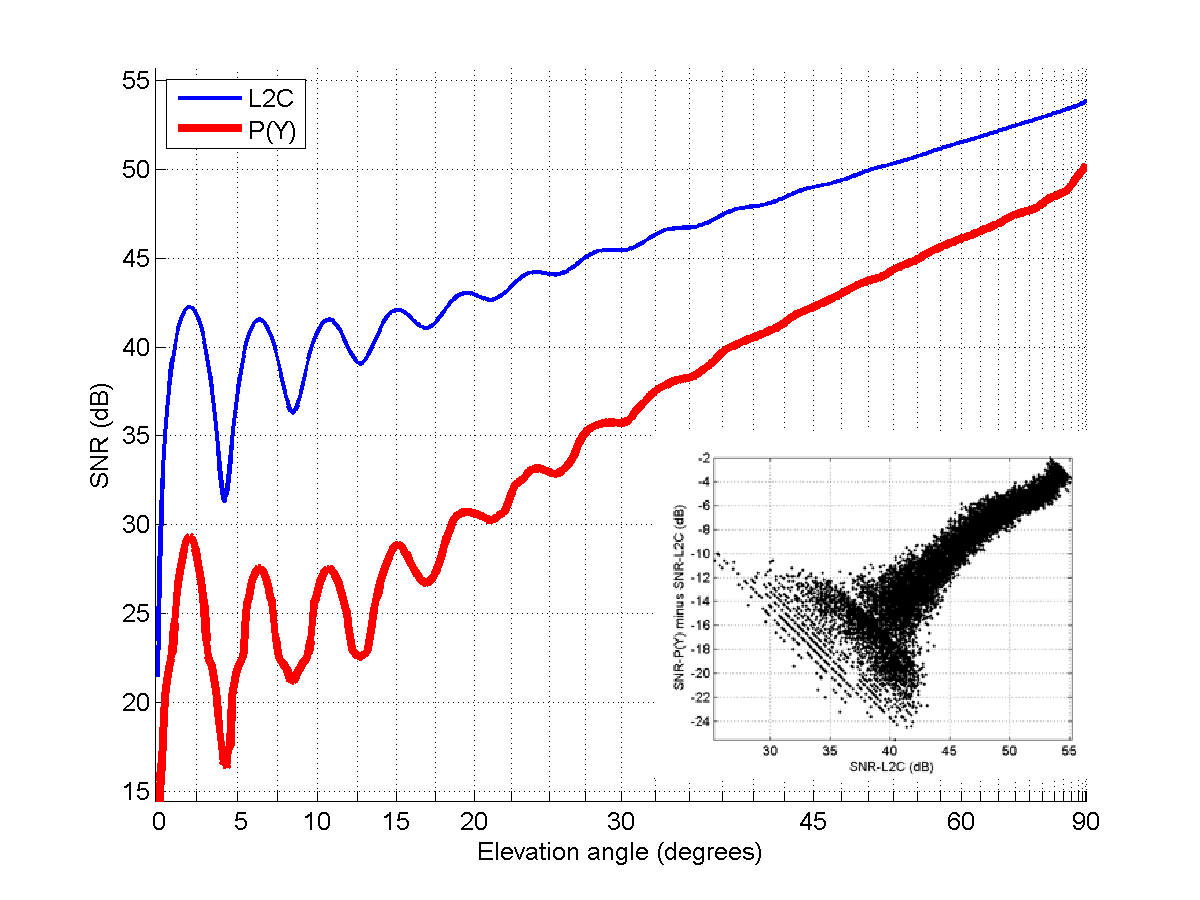 55
50
45
40
35
30
25
20
15
SNR (dB)
L2C
P(Y)
0 5 10 15 20 30 45 60 90
Elevation angle (degrees)
-2
-4
-6
-8
-10
-12
-14
-16
-18
-20
-22
-24
SNR-P(Y) minus SNR-L2C (dB)
30 35 40 45 50 55
SNR-L2C (dB)